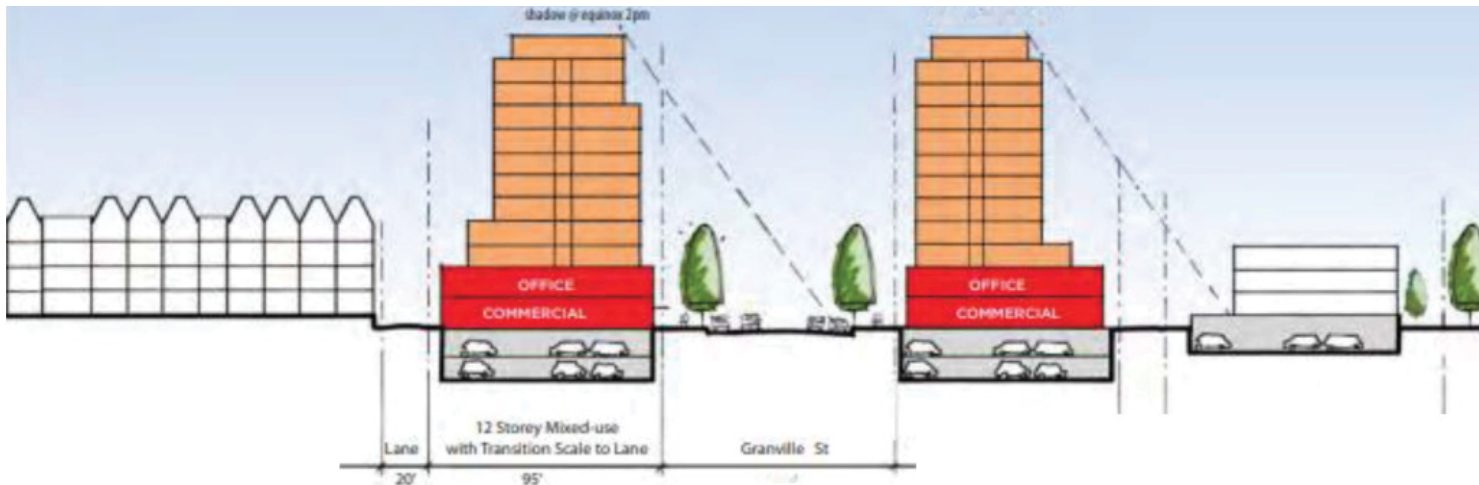 shadow @ equinox 2pm
OFFICE
COMMERCIAL
OFFICE
COMMERCIAL
12 Storey Mixed-use
with Transition Scale to Lane
Lane
Granville St
20'
95'